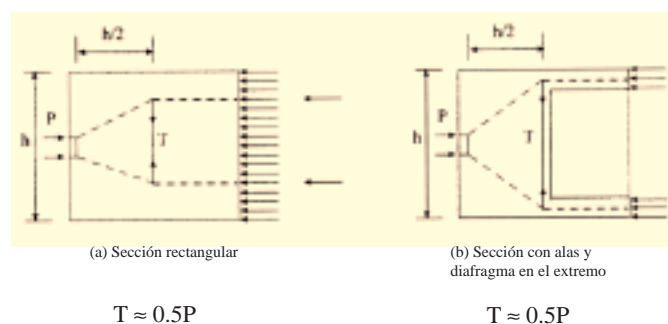 h/2
h/2
P
h
T
P
h
T
(a) Sección rectangular
(b) Sección con alas y
diafragma en el extremo
T ≈ 0.5P
T ≈ 0.5P